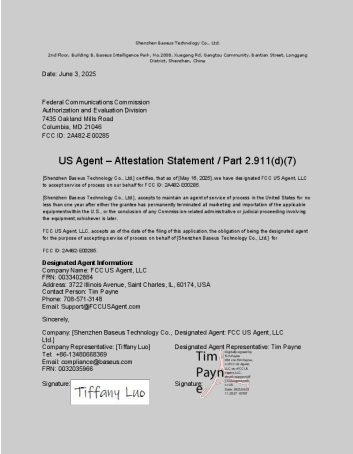 Shenzhen Baseus Technology Co., Ltd.
2nd Floor, Building B, Baseus Intelligence Park, No.2008, Xuegang Rd, Gangtou Community, Bantian Street, Longgang
District, Shenzhen, China
Date: June 3, 2025
Federal Communications Commission
Authorization and Evaluation Division
7435 Oakland Mills Road
Columbia, MD 21046
FCC ID: 2A482-E00285
US Agent – Attestation Statement / Part 2.911(d)(7)
[Shenzhen Baseus Technology Co., Ltd.] certifies, that as of [May 16, 2025], we have designated FCC US Agent, LLC
to accept service of process on our behalf for FCC ID: 2A482-E00285.
[Shenzhen Baseus Technology Co., Ltd.], accepts to maintain an agent of service of process in the United States for no
less than one year after either the grantee has permanently terminated all marketing and importation of the applicable
equipment within the U.S., or the conclusion of any Commission-related administrative or judicial proceeding involving
the equipment, whichever is later.
FCC US Agent, LLC, accepts as of the date of the filing of this application, the obligation of being the designated agent
for the purpose of accepting service of process on behalf of [Shenzhen Baseus Technology Co., Ltd.] for
FCC ID: 2A482-E00285.
Designated Agent Information:
Company Name: FCC US Agent, LLC
FRN: 0033402884
Address: 3722 Illinois Avenue, Saint Charles, IL, 60174, USA
Contact Person: Tim Payne
Phone: 708-571-3148
Email: Support@FCCUSAgent.com
Sincerely,
Company: [Shenzhen Baseus Technology Co., Ltd.] Designated Agent: FCC US Agent, LLC
Company Representative: [Tiffany Luo] Designated Agent Representative: Tim Payne
Tel: +86-13480668369
Email: compliance@baseus.com
FRN: 0032035966
Signature: Tiffany Luo Signature: Tim Payne